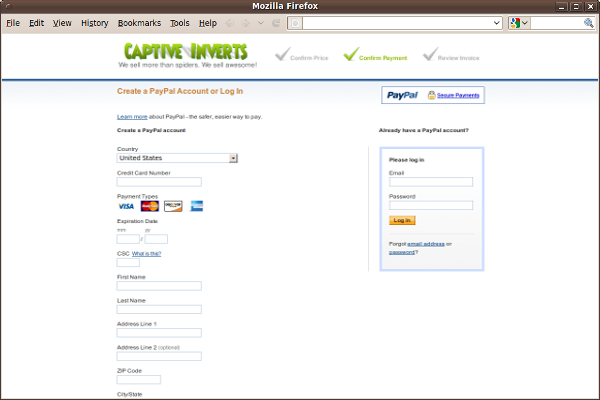 Mozilla Firefox
File Edit View History Bookmarks Tools Help
CAPTIVE INVERTS
We sell more than spiders. We sell awesome!
Confirm Price
Confirm Payment
Review Invoice
Create a PayPal Account or Log In
PayPal
Secure Payments
Learn more about PayPal - the safer, easier way to pay.
Create a PayPal account
Already have a PayPal account?
Country
United States
Credit Card Number
Payment Types
VISA MasterCard DISCOVER
Expiration Date
mm yy
/
CSC What is this?
First Name
Last Name
Address Line 1
Address Line 2 (optional)
ZIP Code
City/State
Please log in
Email
Password
Log In
Forgot email address or
password?